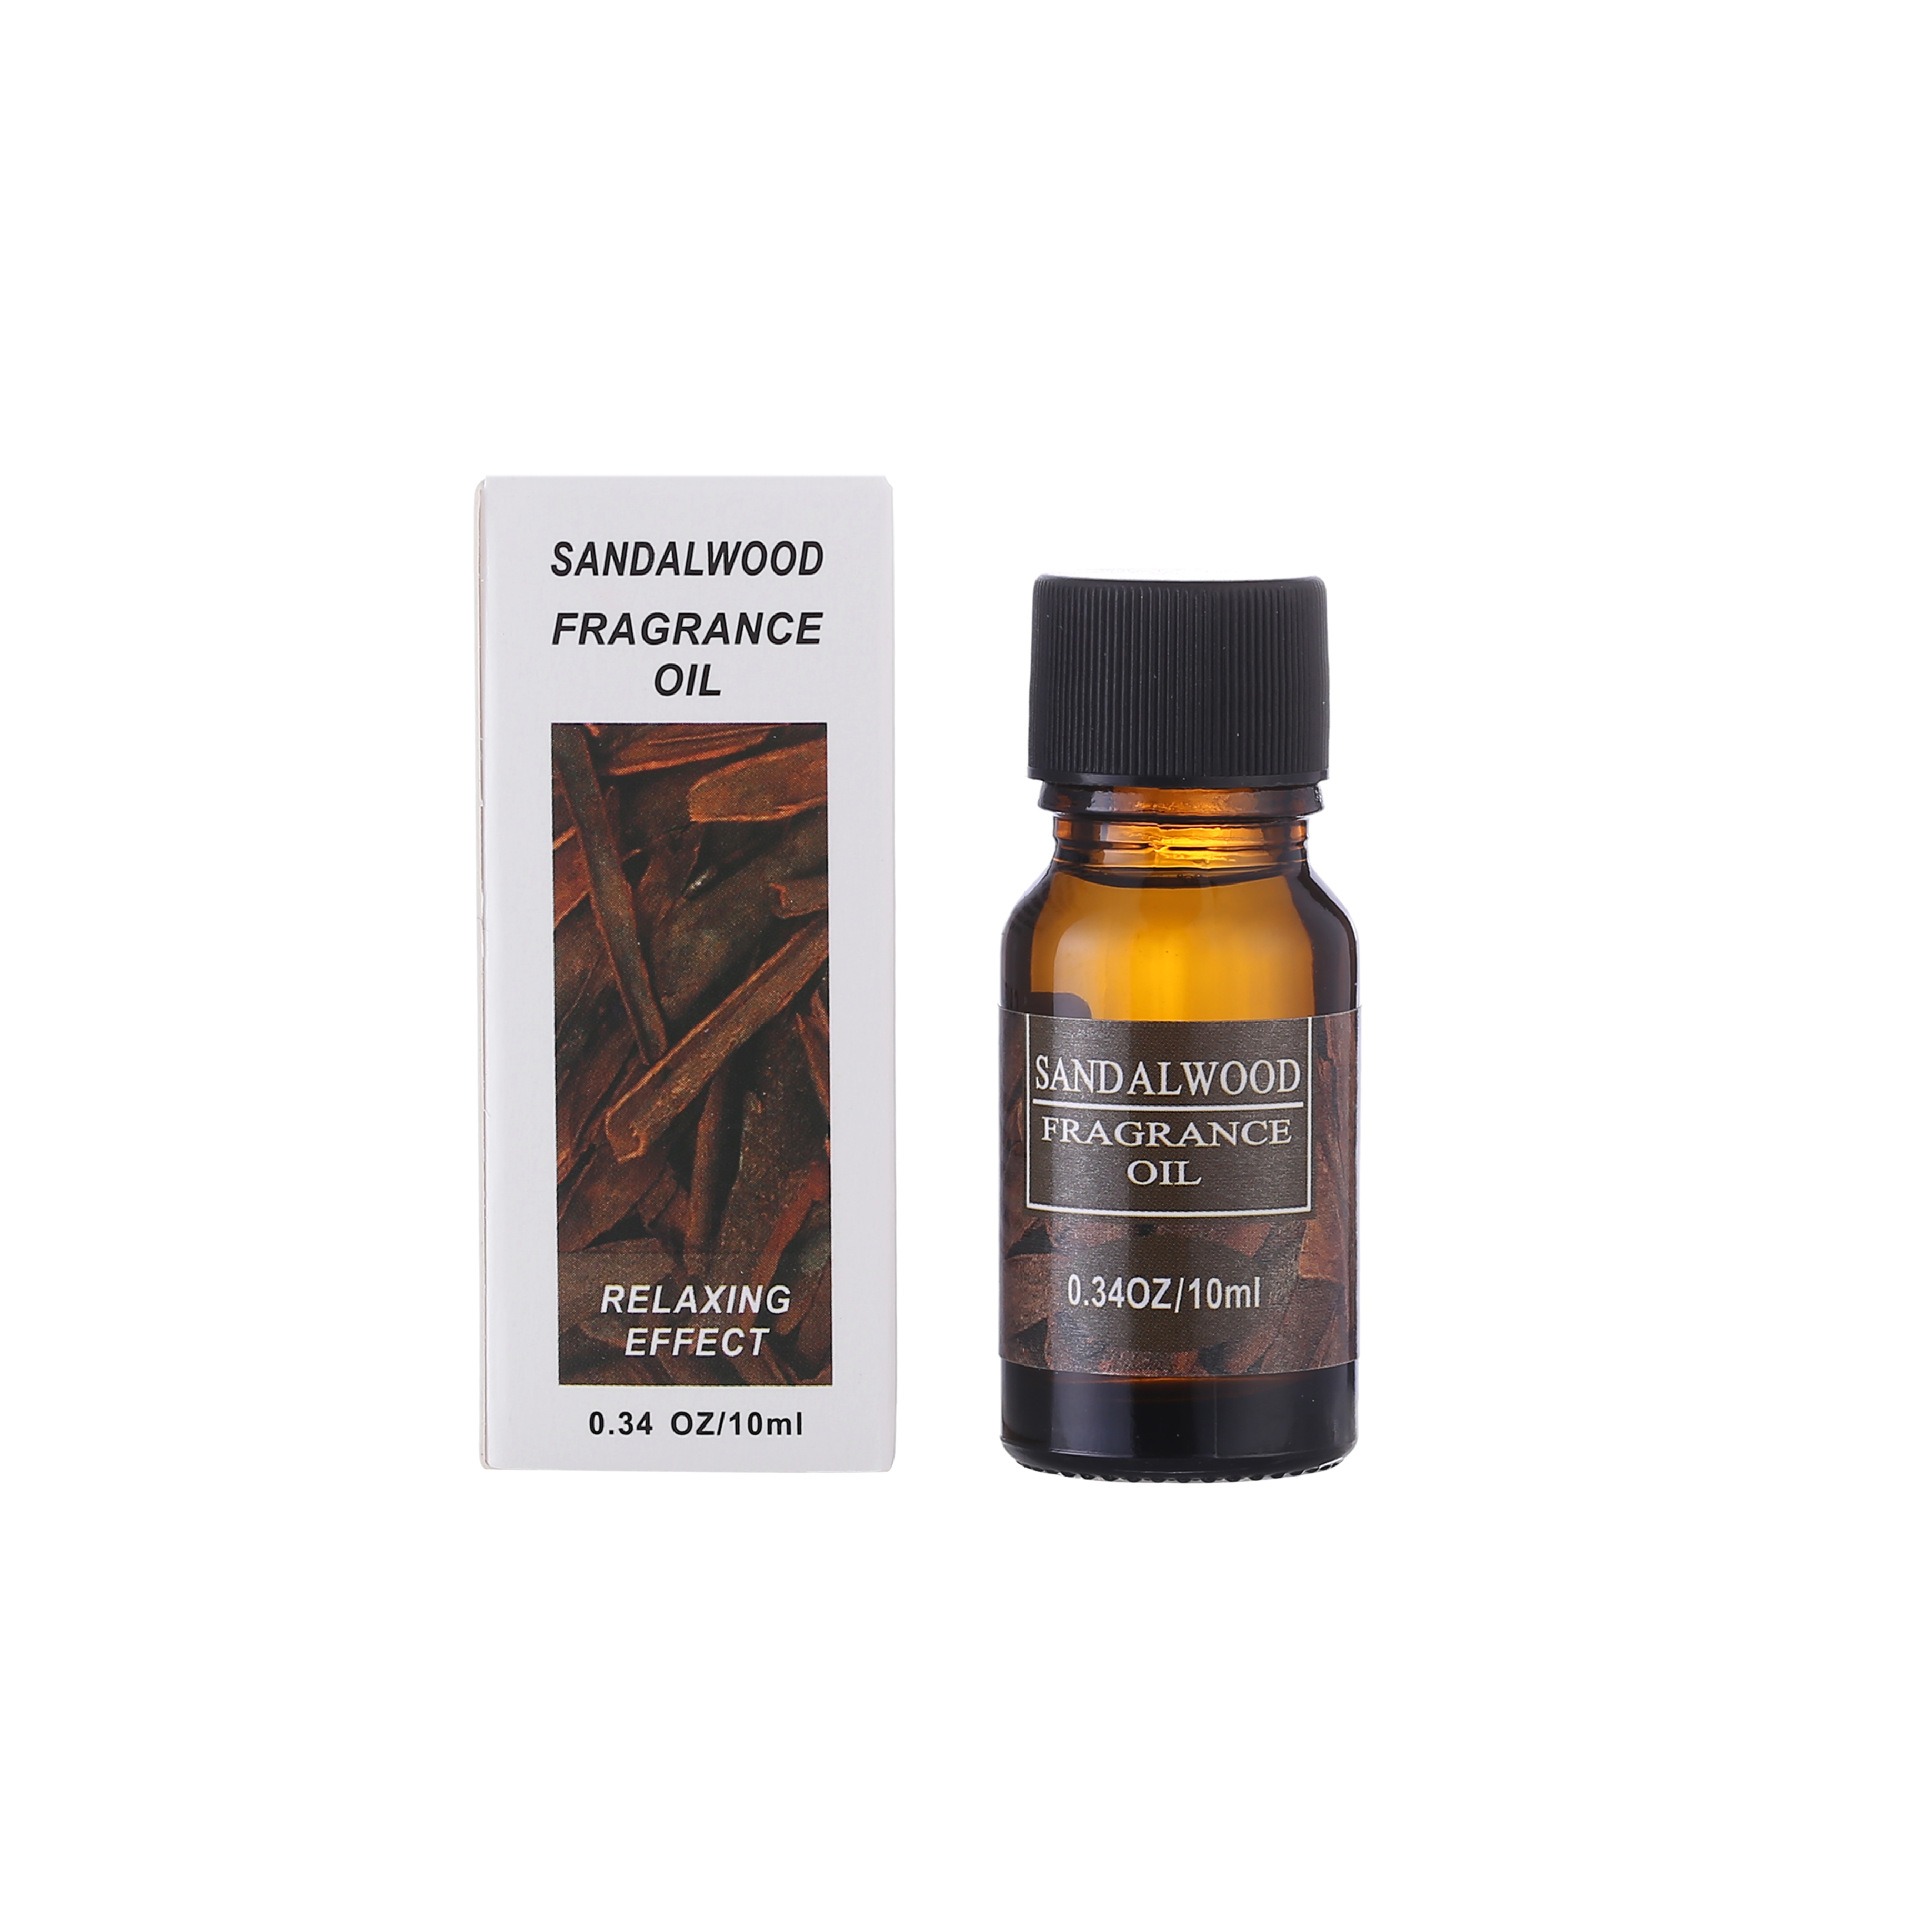 SANDALWOOD
FRAGRANCE
OIL
RELAXING
EFFECT
0.34 OZ/10ml
SANDALWOOD
FRAGRANCE
OIL
0.34OZ/10ml